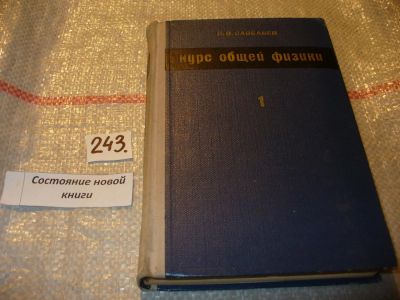 И. В. САВЕЛЬЕВ
курс общей физики
1
243.
Состояние новой
книги